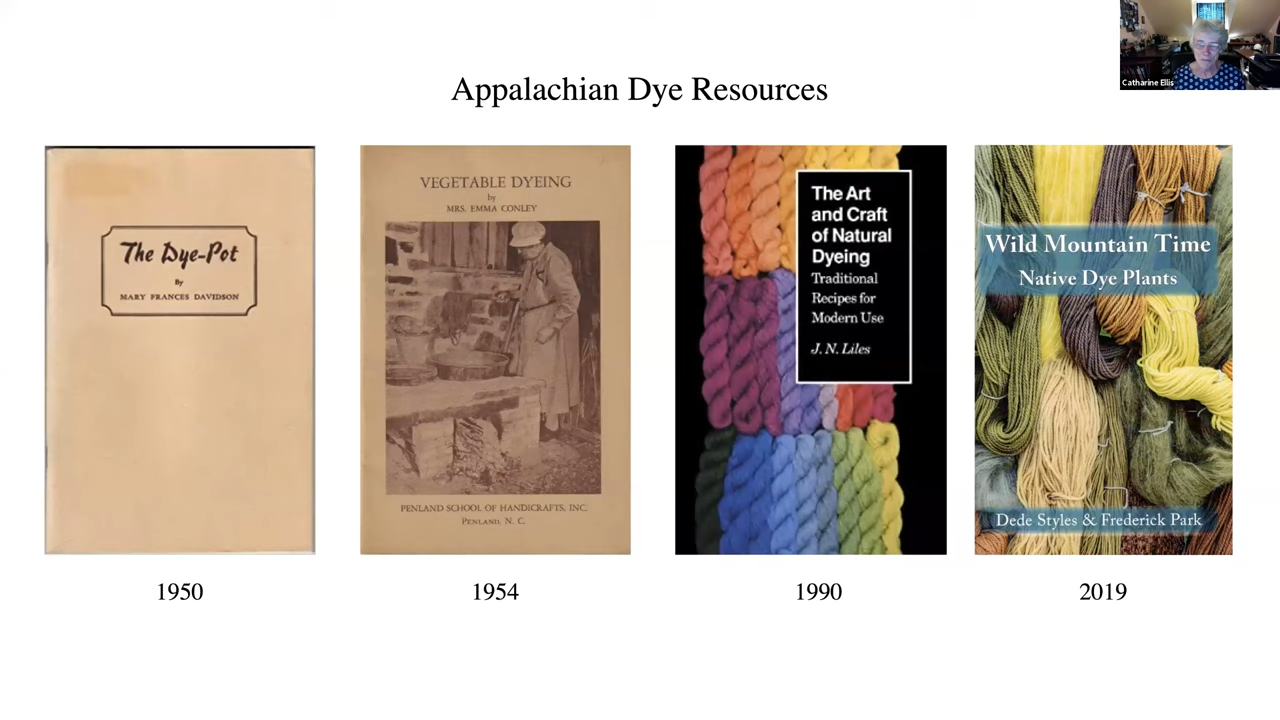 Catharine Ellis
Appalachian Dye Resources
The Dye-Pot
By
MARY FRANCES DAVIDSON
1950
VEGETABLE DYEING
by
MRS. EMMA CONLEY
PENLAND SCHOOL OF HANDICRAFTS, INC.
PENLAND, N. C.
1954
The Art
and Craft
of Natural
Dyeing
Traditional
Recipes for
Modern Use
J. N. Liles
1990
Wild Mountain Time
Native Dye Plants
Dede Styles & Frederick Park
2019